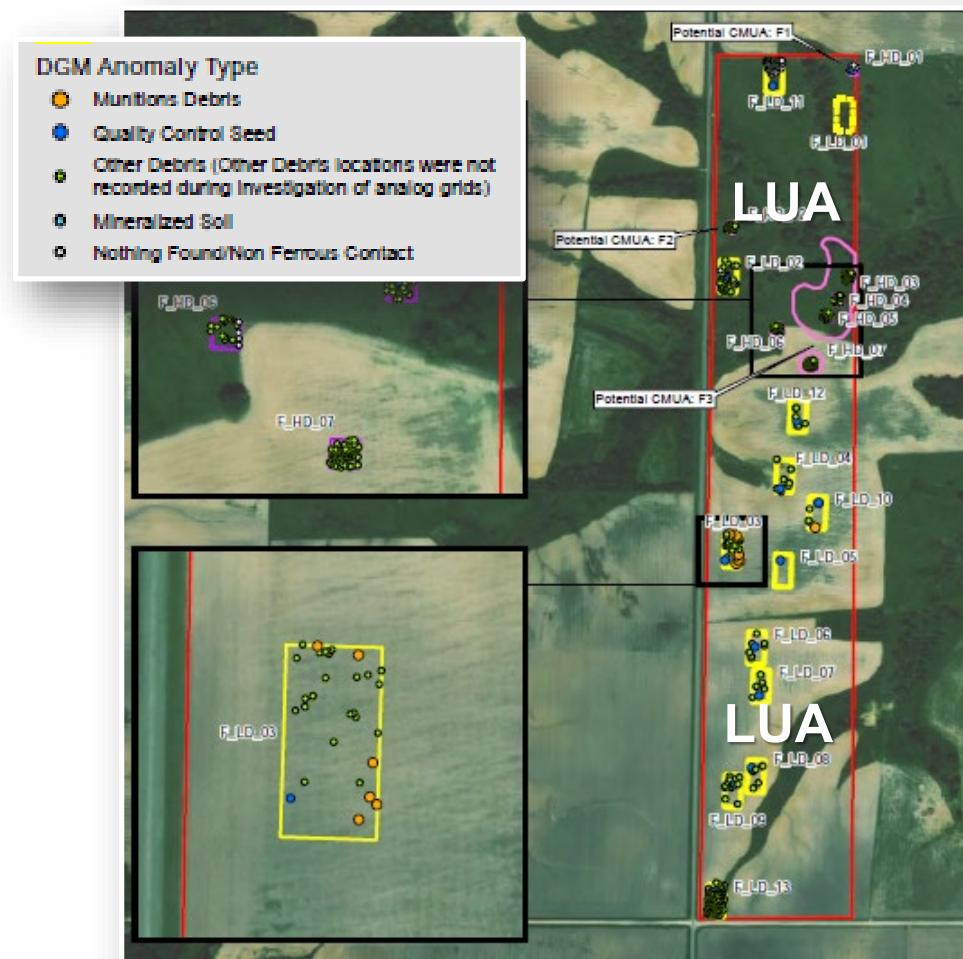 DGM Anomaly Type
Munitions Debris
Quality Control Seed
Other Debris (Other Debris locations were not
recorded during investigation of analog grids)
Mineralized Soil
Nothing Found/Non Ferrous Contact
Potential CMUA: F1
F_HD_01
F_LD_11
F_LD_01
LUA
Potential CMUA: F2
F_LD_02
F_HD_03
F_HD_04
F_HD_05
F_HD_06
F_HD_07
Potential CMUA: F3
F_LD_12
F_LD_04
F_LD_10
F_LD_03
F_LD_05
F_LD_06
F_LD_07
LUA
F_LD_08
F_LD_09
F_LD_13
F_HD_06
F_HD_07
F_LD_03